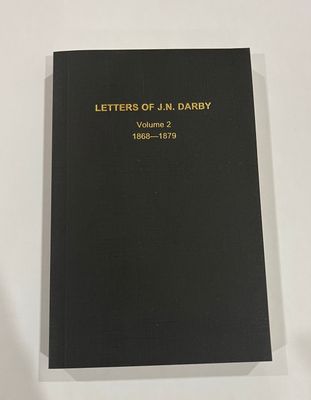 LETTERS OF J.N. DARBY
Volume 2
1868—1879